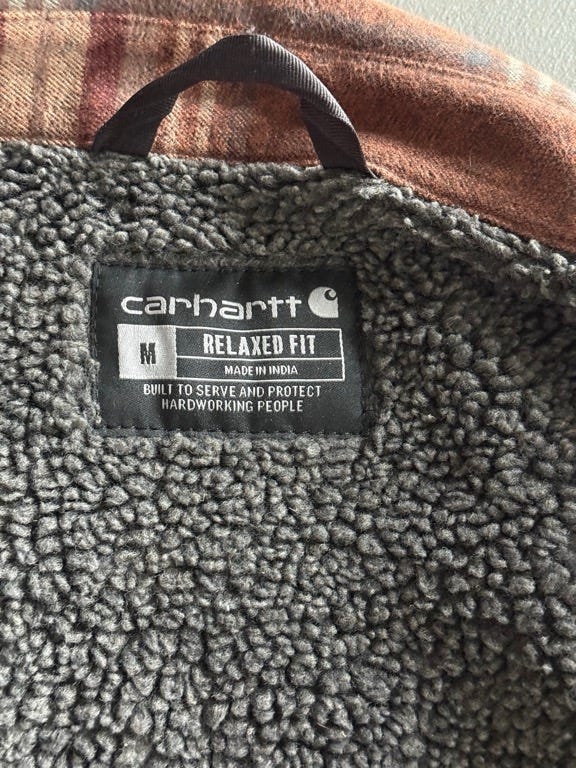 carhartt
M
RELAXED FIT
MADE IN INDIA
BUILT TO SERVE AND PROTECT
HARDWORKING PEOPLE